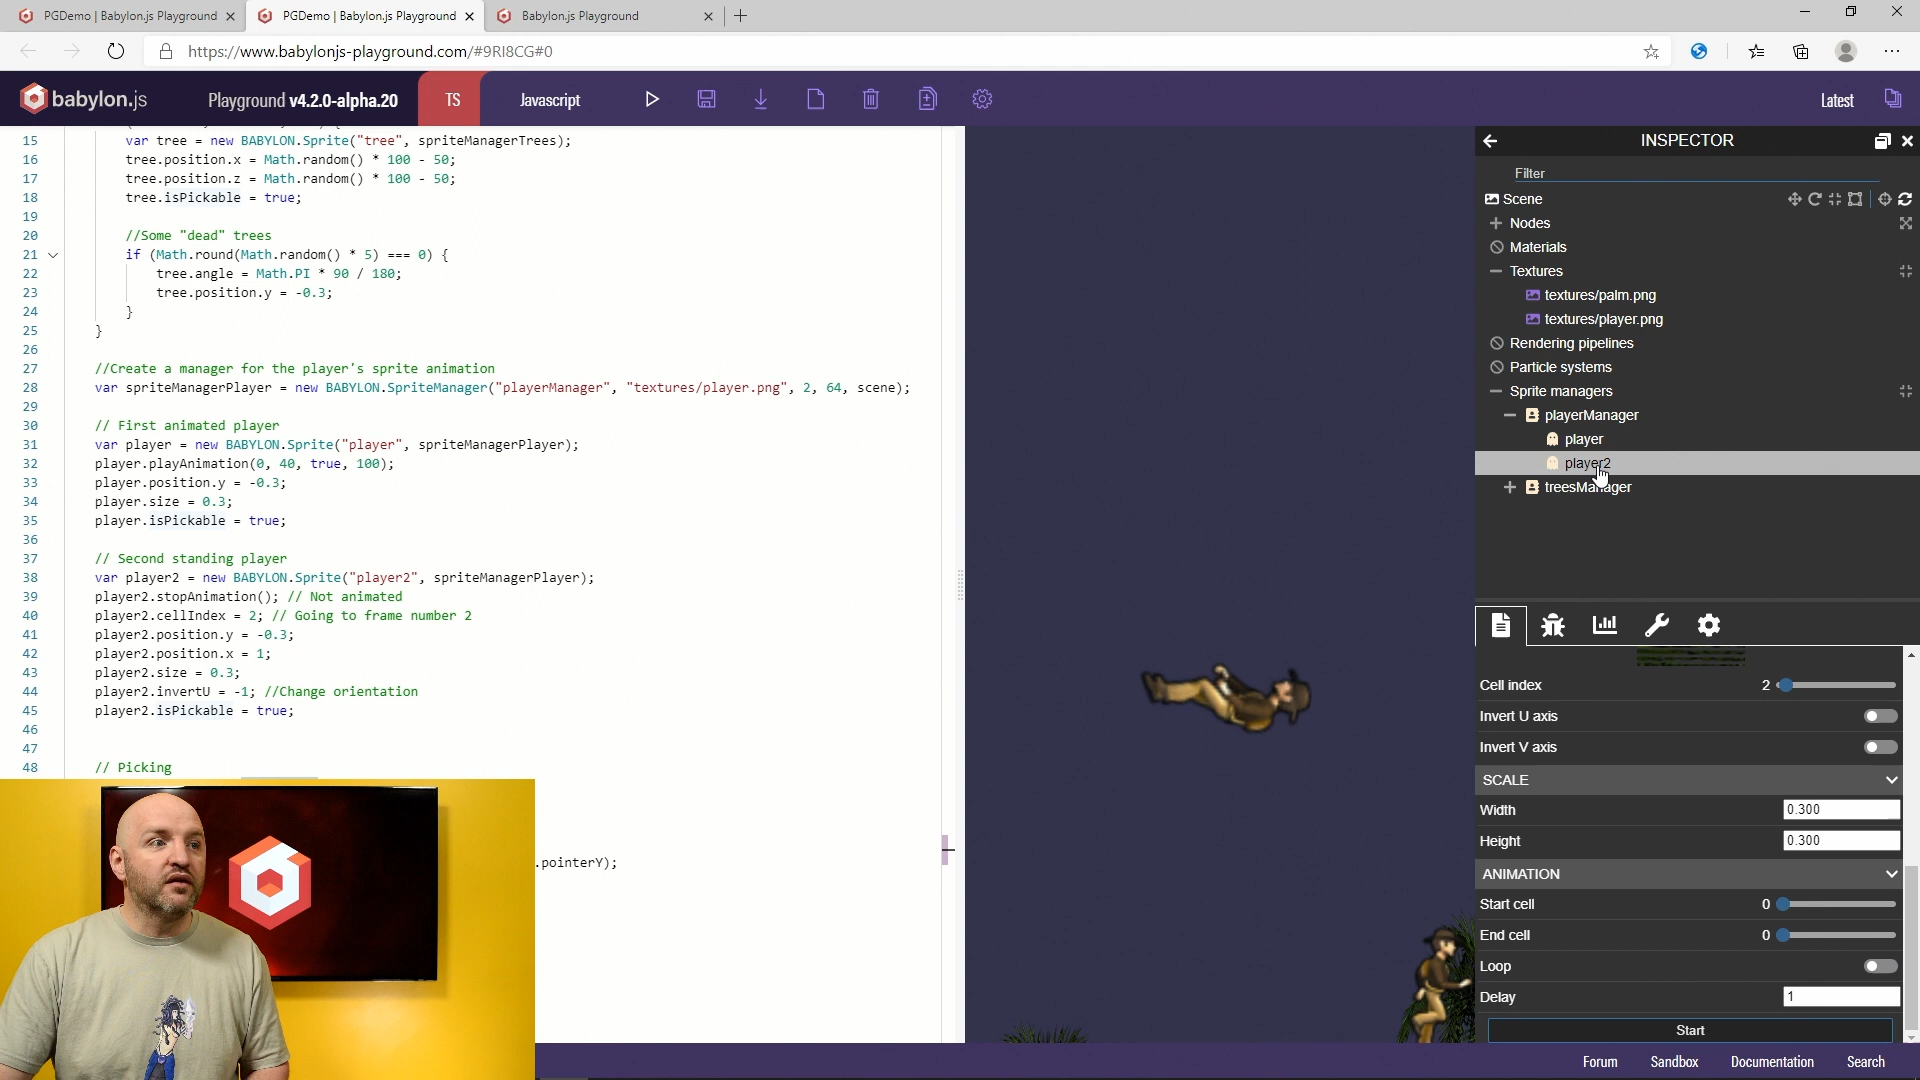 PGDemo | Babylon.js Playground
PGDemo | Babylon.js Playground
Babylon.js Playground
https://www.babylonjs-playground.com/#9RI8CG#0
babylon.js
Playground v4.2.0-alpha.20
TS
Javascript
Latest
15 var tree = new BABYLON.Sprite("tree", spriteManagerTrees);
16 tree.position.x = Math.random() * 100 - 50;
17 tree.position.z = Math.random() * 100 - 50;
18 tree.isPickable = true;
19
20 //Some "dead" trees
21 if (Math.round(Math.random() * 5) === 0) {
22 tree.angle = Math.PI * 90 / 180;
23 tree.position.y = -0.3;
24 }
25 }
26
27 //Create a manager for the player's sprite animation
28 var spriteManagerPlayer = new BABYLON.SpriteManager("playerManager", "textures/player.png", 2, 64, scene);
29
30 // First animated player
31 var player = new BABYLON.Sprite("player", spriteManagerPlayer);
32 player.playAnimation(0, 40, true, 100);
33 player.position.y = -0.3;
34 player.size = 0.3;
35 player.isPickable = true;
36
37 // Second standing player
38 var player2 = new BABYLON.Sprite("player2", spriteManagerPlayer);
39 player2.stopAnimation(); // Not animated
40 player2.cellIndex = 2; // Going to frame number 2
41 player2.position.y = -0.3;
42 player2.position.x = 1;
43 player2.size = 0.3;
44 player2.invertU = -1; //Change orientation
45 player2.isPickable = true;
46
47
48 // Picking
.pointerY);
INSPECTOR
Filter
Scene
Nodes
Materials
Textures
textures/palm.png
textures/player.png
Rendering pipelines
Particle systems
Sprite managers
playerManager
player
player2
treesManager
Cell index 2
Invert U axis
Invert V axis
SCALE
Width 0.300
Height 0.300
ANIMATION
Start cell 0
End cell 0
Loop
Delay 1
Start
Forum
Sandbox
Documentation
Search